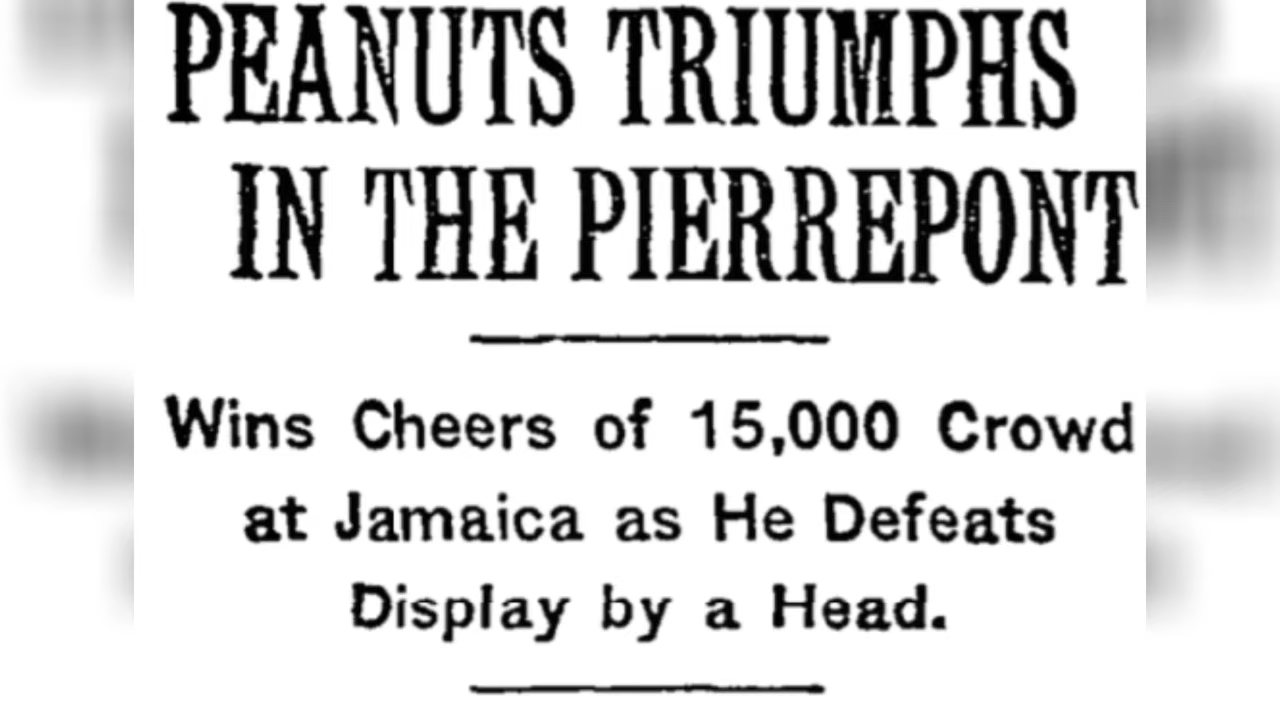 PEANUTS TRIUMPHS
IN THE PIERREPONT
Wins Cheers of 15,000 Crowd
at Jamaica as He Defeats
Display by a Head.